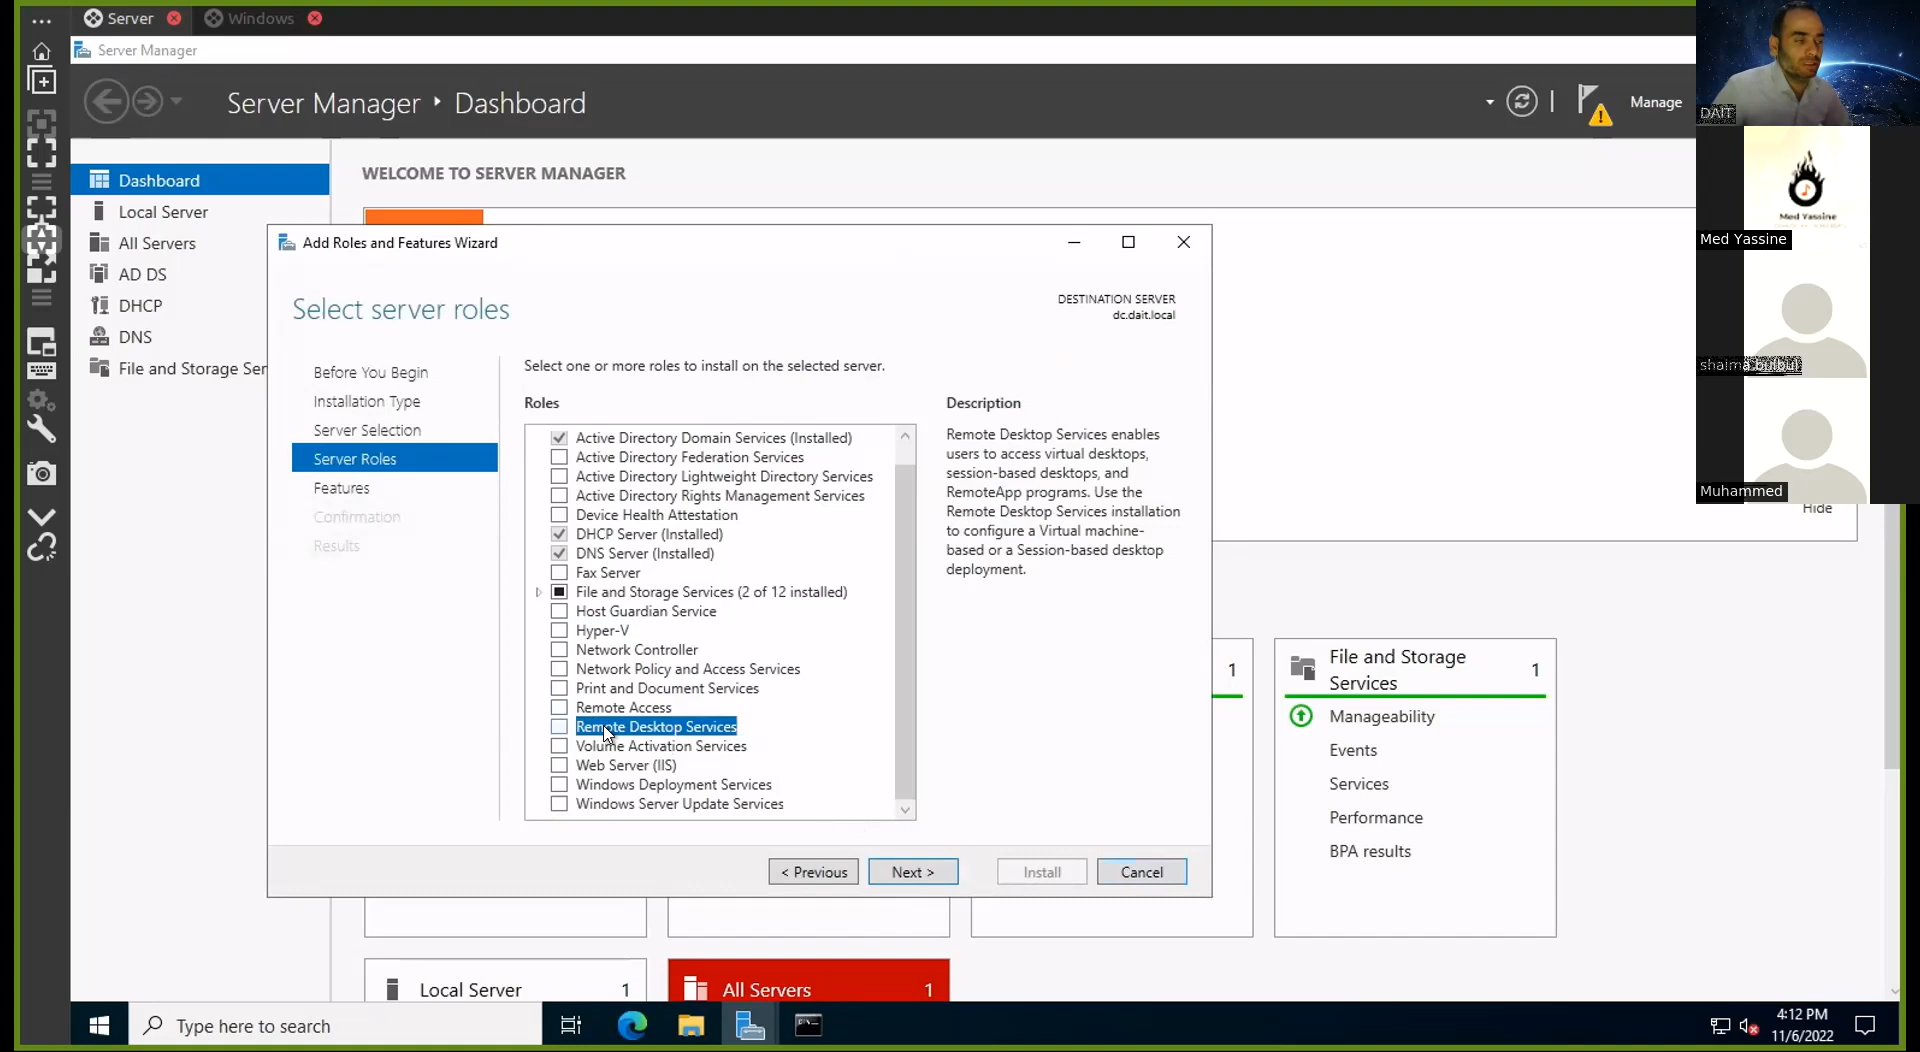 Server
Windows
Server Manager
Server Manager
Dashboard
Manage
DAIT
Med Yassine
Med Yassine
Muhammed
Hide
Dashboard
Local Server
All Servers
AD DS
DHCP
DNS
File and Storage Ser
WELCOME TO SERVER MANAGER
Add Roles and Features Wizard
Select server roles
DESTINATION SERVER
dc.dait.local
Before You Begin
Installation Type
Server Selection
Server Roles
Features
Confirmation
Results
Select one or more roles to install on the selected server.
Roles
Active Directory Domain Services (Installed)
Active Directory Federation Services
Active Directory Lightweight Directory Services
Active Directory Rights Management Services
Device Health Attestation
DHCP Server (Installed)
DNS Server (Installed)
Fax Server
File and Storage Services (2 of 12 installed)
Host Guardian Service
Hyper-V
Network Controller
Network Policy and Access Services
Print and Document Services
Remote Access
Remote Desktop Services
Volume Activation Services
Web Server (IIS)
Windows Deployment Services
Windows Server Update Services
Description
Remote Desktop Services enables
users to access virtual desktops,
session-based desktops, and
RemoteApp programs. Use the
Remote Desktop Services installation
to configure a Virtual machine-
based or a Session-based desktop
deployment.
< Previous
Next >
Install
Cancel
1
File and Storage
Services
1
Manageability
Events
Services
Performance
BPA results
Local Server
1
All Servers
1
Type here to search
4:12 PM
11/6/2022